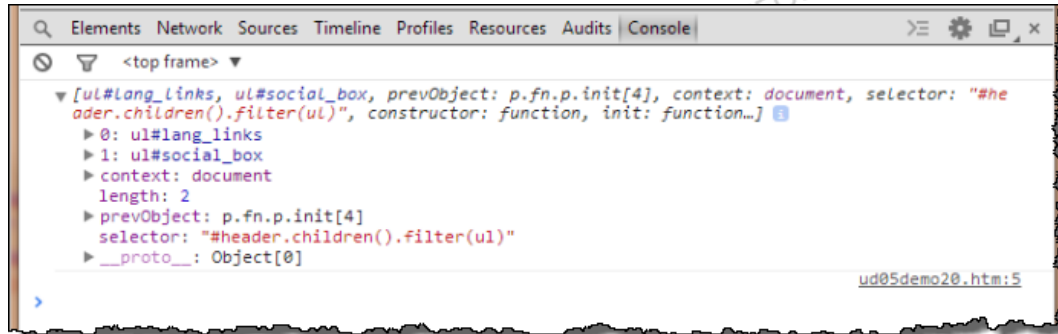 Elements Network Sources Timeline Profiles Resources Audits Console
<top frame> ▼
▼ [ul#lang_links, ul#social_box, prevObject: p.fn.p.init[4], context: document, selector: "#he
ader.children().filter(ul)", constructor: function, init: function…]
▶ 0: ul#lang_links
▶ 1: ul#social_box
▶ context: document
length: 2
▶ prevObject: p.fn.p.init[4]
selector: "#header.children().filter(ul)"
▶ __proto__: Object[0]
ud05demo20.htm:5
>